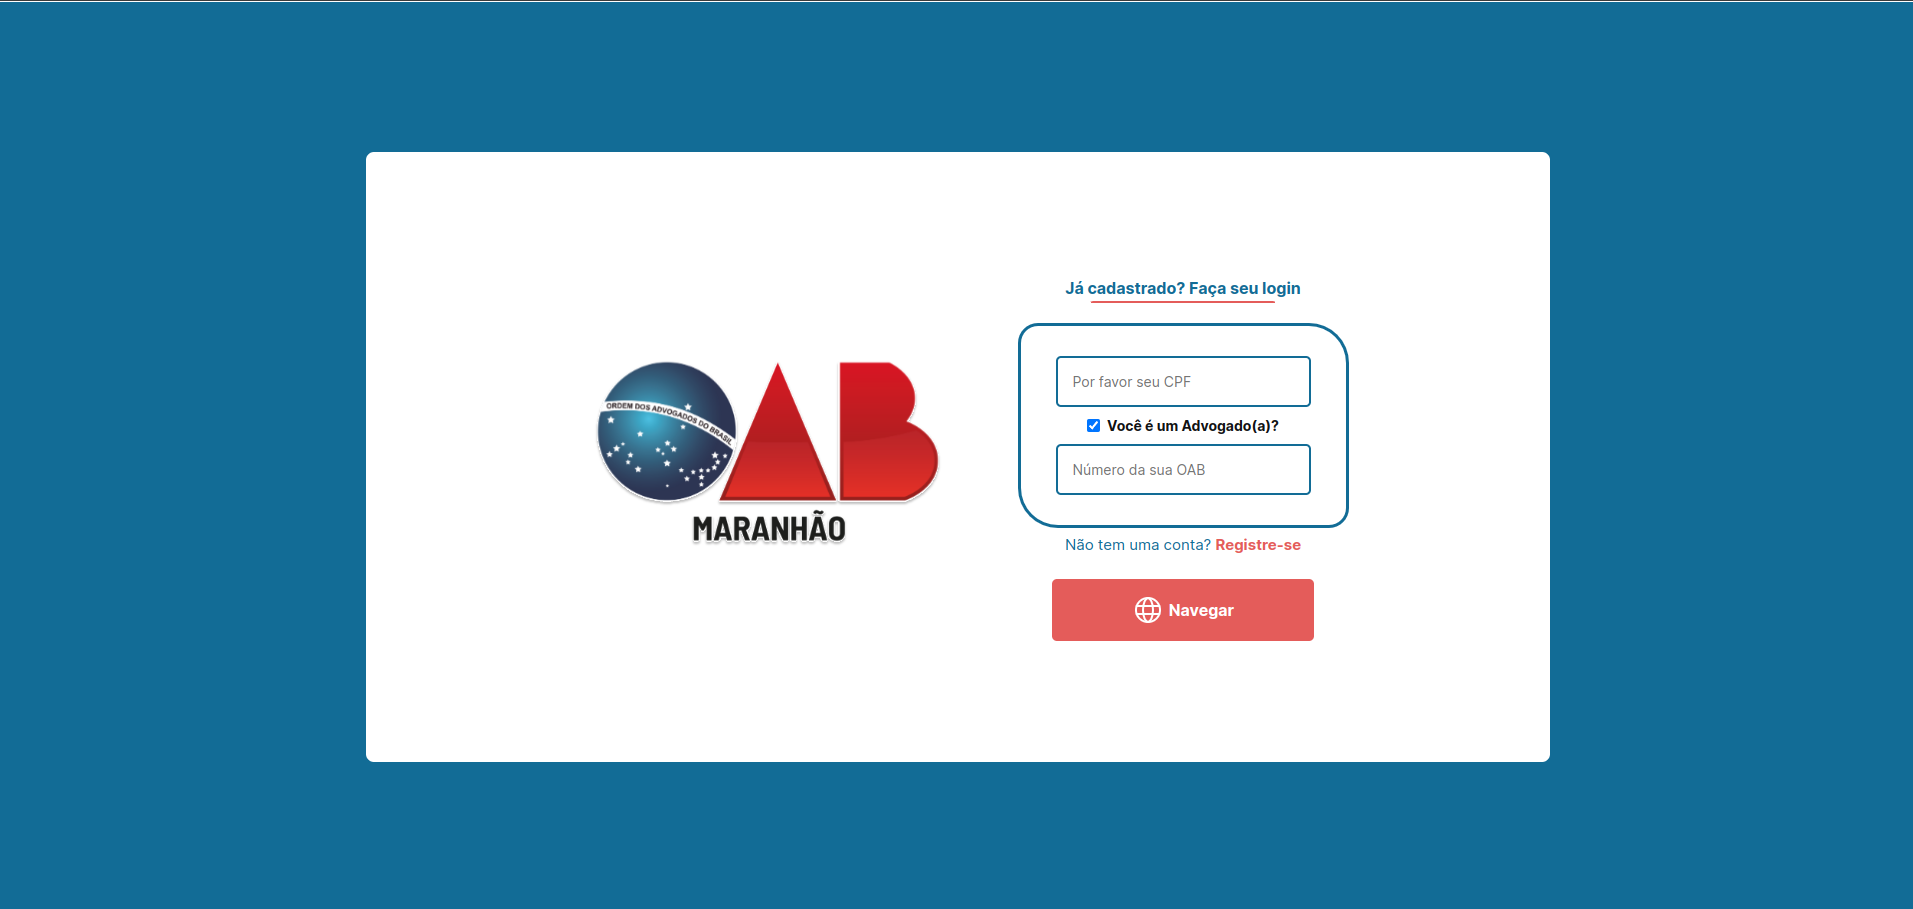 ORDEM DOS ADVOGADOS DO BRASIL
OAB
MARANHÃO
Já cadastrado? Faça seu login
Por favor seu CPF
Você é um Advogado(a)?
Número da sua OAB
Não tem uma conta? Registre-se
Navegar